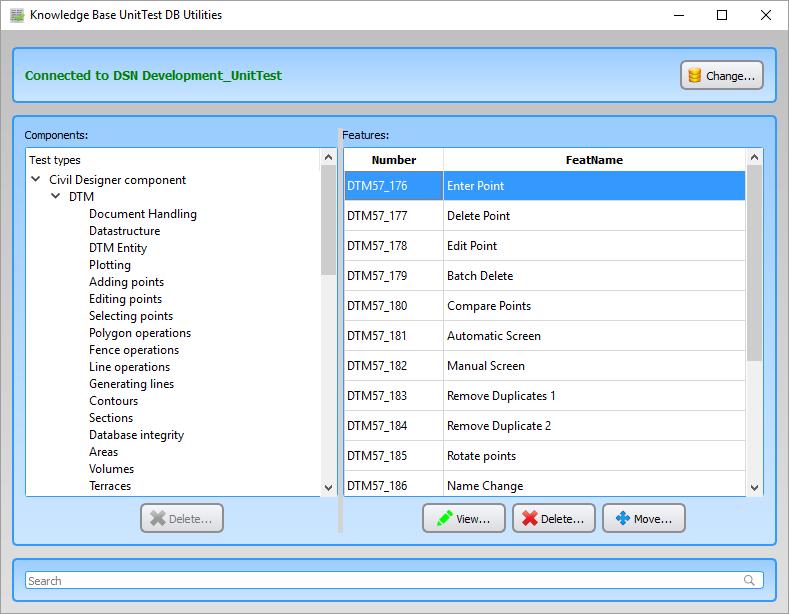 Knowledge Base UnitTest DB Utilities
Connected to DSN Development_UnitTest
Change...
Components:
Test types
Civil Designer component
DTM
Document Handling
Datastructure
DTM Entity
Plotting
Adding points
Editing points
Selecting points
Polygon operations
Fence operations
Line operations
Generating lines
Contours
Sections
Database integrity
Areas
Volumes
Terraces
Delete...
Features:
Number FeatName
DTM57_176 Enter Point
DTM57_177 Delete Point
DTM57_178 Edit Point
DTM57_179 Batch Delete
DTM57_180 Compare Points
DTM57_181 Automatic Screen
DTM57_182 Manual Screen
DTM57_183 Remove Duplicates 1
DTM57_184 Remove Duplicate 2
DTM57_185 Rotate points
DTM57_186 Name Change
View... Delete... Move...
Search